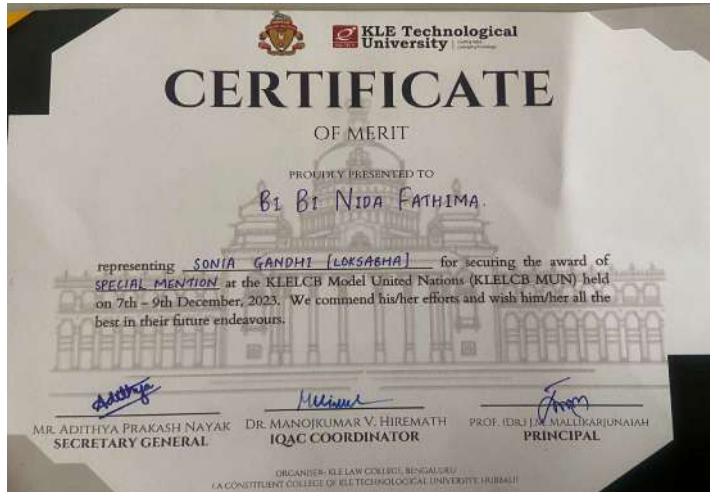 KLE Technological
University
CERTIFICATE
OF MERIT
PROUDLY PRESENTED TO
BI BI NIDA FATHIMA.
representing SONIA GANDHI [LOKSABHA] for securing the award of
SPECIAL MENTION at the KLELCB Model United Nations (KLELCB MUN) held
on 7th – 9th December, 2023. We commend his/her efforts and wish him/her all the
best in their future endeavours.
Adithya
MR. ADITHYA PRAKASH NAYAK
SECRETARY GENERAL
DR. MANOJKUMAR V. HIREMATH
IQAC COORDINATOR
PROF. (DR.) J.M. MALLIKARJUNAIAH
PRINCIPAL
ORGANISER- KLE LAW COLLEGE, BENGALURU
(A CONSTITUENT COLLEGE OF KLE TECHNOLOGICAL UNIVERSITY, HUBBALLI)